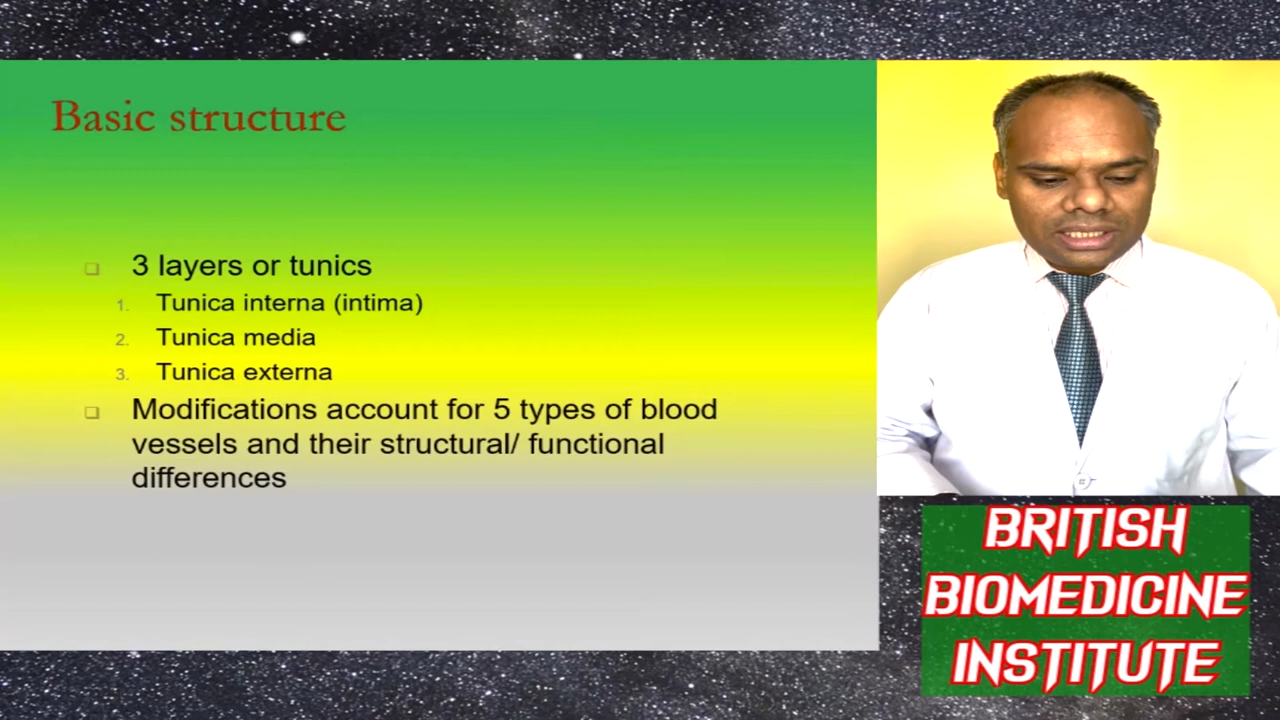 Basic structure
3 layers or tunics
1. Tunica interna (intima)
2. Tunica media
3. Tunica externa
Modifications account for 5 types of blood
vessels and their structural/ functional
differences
BRITISH
BIOMEDICINE
INSTITUTE